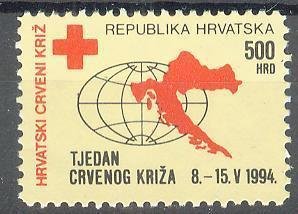 HRVATSKI CRVENI KRIŽ
REPUBLIKA HRVATSKA
500
HRD
TJEDAN
CRVENOG KRIŽA 8.–15.V 1994.